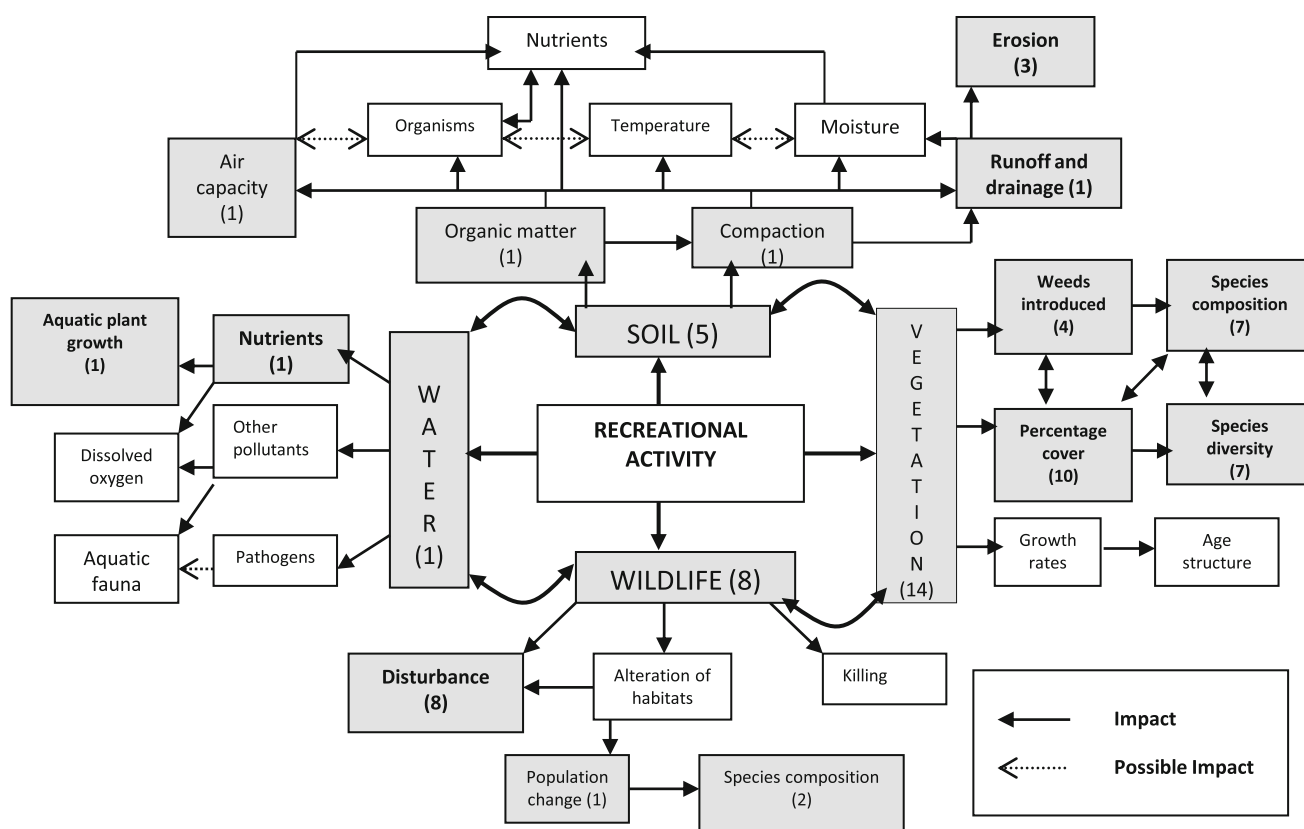 Nutrients
Erosion
(3)
Organisms
Temperature
Moisture
Air
capacity
(1)
Runoff and
drainage (1)
Organic matter
(1)
Compaction
(1)
Weeds
introduced
(4)
Species
composition
(7)
Aquatic plant
growth
(1)
Nutrients
(1)
SOIL (5)
W
A
T
E
R
(1)
V
E
G
E
T
A
T
I
O
N
(14)
RECREATIONAL
ACTIVITY
Other
pollutants
Dissolved
oxygen
Percentage
cover
(10)
Species
diversity
(7)
Aquatic
fauna
Pathogens
WILDLIFE (8)
Growth
rates
Age
structure
Disturbance
(8)
Alteration of
habitats
Killing
Population
change (1)
Species composition
(2)
Impact
Possible Impact